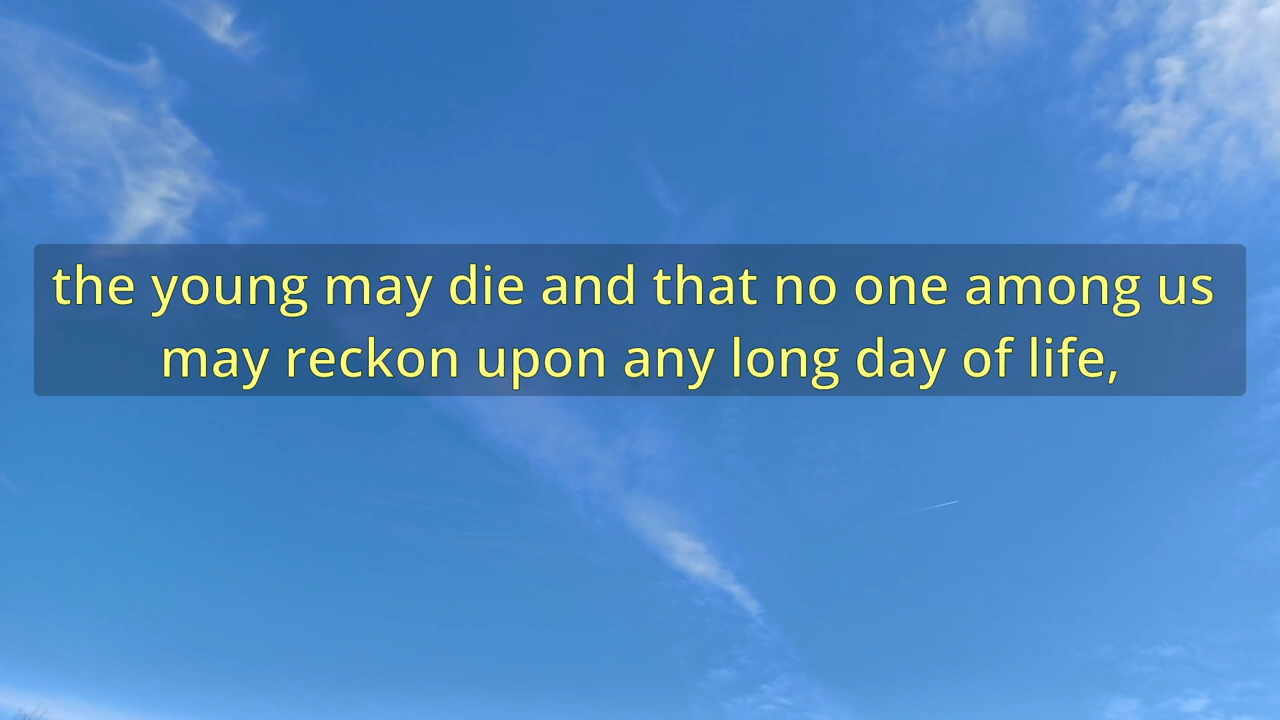 the young may die and that no one among us
may reckon upon any long day of life,